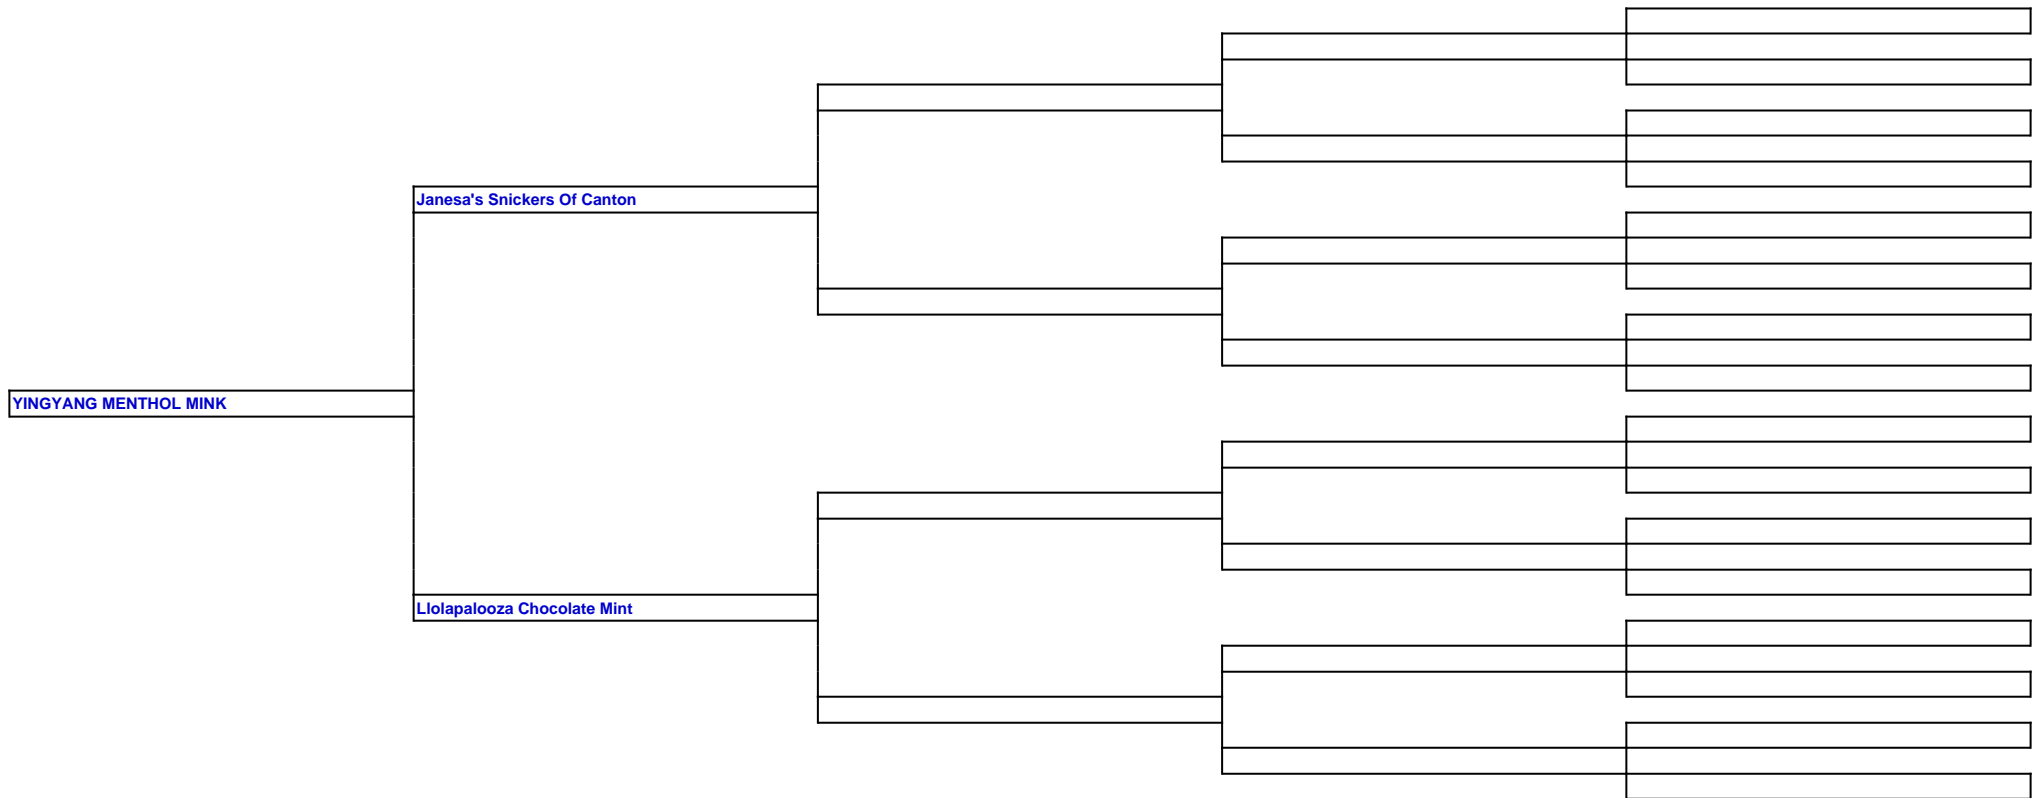 Janesa's Snickers Of Canton
YINGYANG MENTHOL MINK
Llolapalooza Chocolate Mint